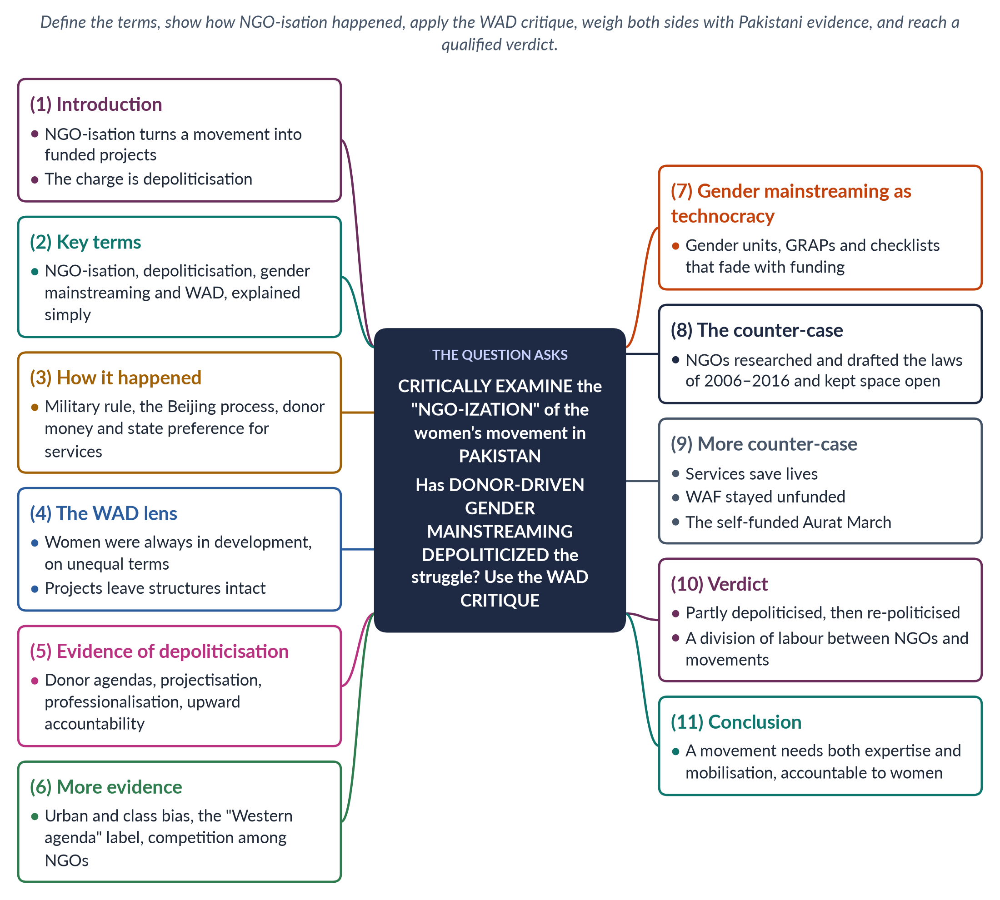 Define the terms, show how NGO-isation happened, apply the WAD critique, weigh both sides with Pakistani evidence, and reach a
qualified verdict.
(1) Introduction
• NGO-isation turns a movement into
funded projects
• The charge is depoliticisation
(2) Key terms
• NGO-isation, depoliticisation, gender
mainstreaming and WAD, explained
simply
(3) How it happened
• Military rule, the Beijing process, donor
money and state preference for
services
(4) The WAD lens
• Women were always in development,
on unequal terms
• Projects leave structures intact
(5) Evidence of depoliticisation
• Donor agendas, projectisation,
professionalisation, upward
accountability
(6) More evidence
• Urban and class bias, the "Western
agenda" label, competition among
NGOs
THE QUESTION ASKS
CRITICALLY EXAMINE the
"NGO-IZATION" of the
women's movement in
PAKISTAN
Has DONOR-DRIVEN
GENDER
MAINSTREAMING
DEPOLITICIZED the
struggle? Use the WAD
CRITIQUE
(7) Gender mainstreaming as
technocracy
• Gender units, GRAPs and checklists
that fade with funding
(8) The counter-case
• NGOs researched and drafted the laws
of 2006–2016 and kept space open
(9) More counter-case
• Services save lives
• WAF stayed unfunded
• The self-funded Aurat March
(10) Verdict
• Partly depoliticised, then re-politicised
• A division of labour between NGOs and
movements
(11) Conclusion
• A movement needs both expertise and
mobilisation, accountable to women